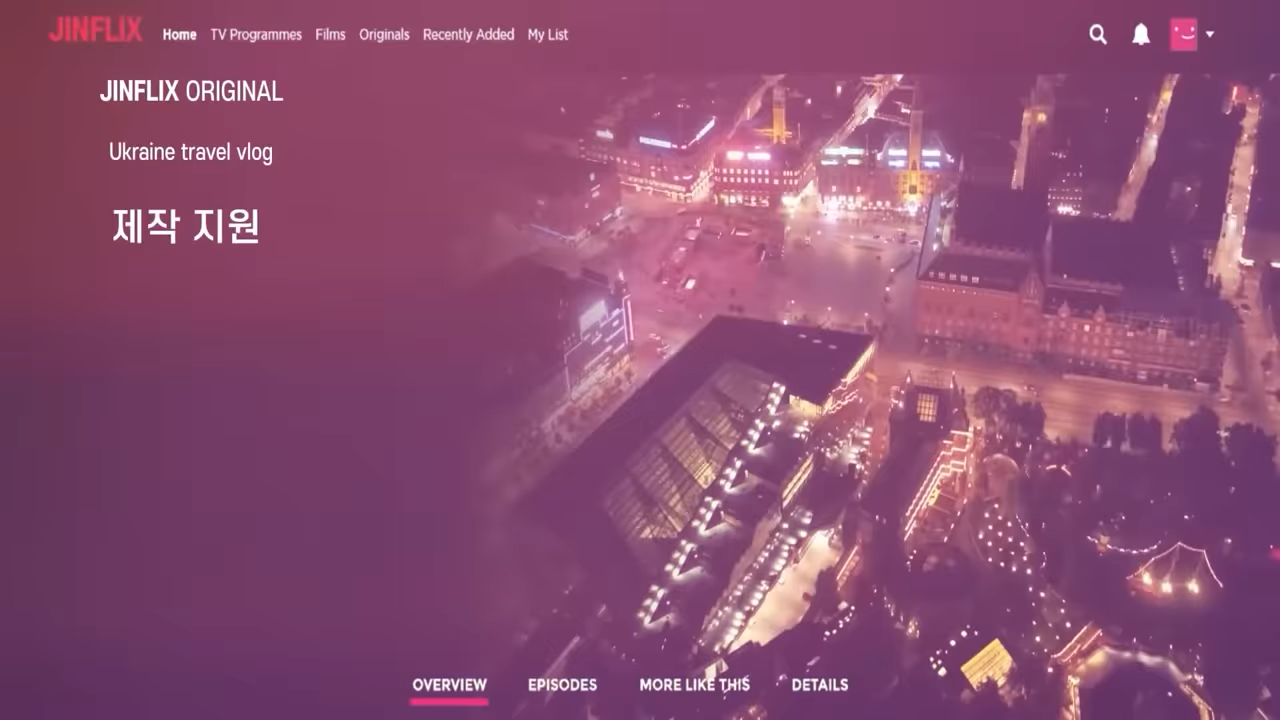 JINFLIX Home TV Programmes Films Originals Recently Added My List
JINFLIX ORIGINAL
Ukraine travel vlog
제작 지원
OVERVIEW EPISODES MORE LIKE THIS DETAILS